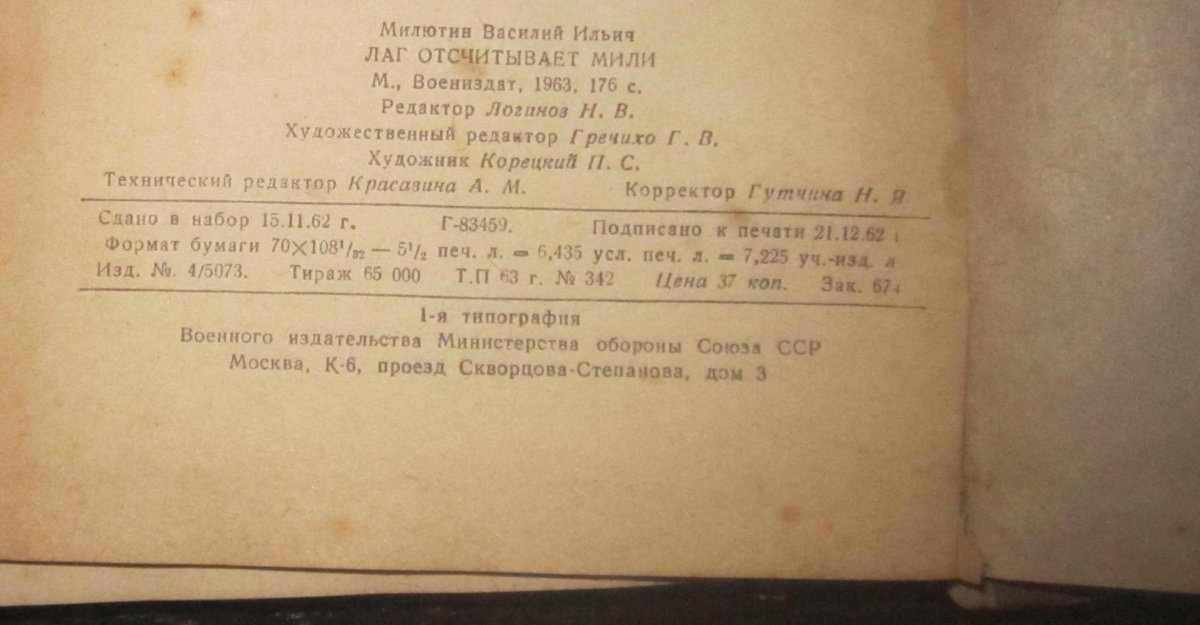 Милютин Василий Ильич
ЛАГ ОТСЧИТЫВАЕТ МИЛИ
М., Воениздат, 1963, 176 с.
Редактор Логинов Н. В.
Художественный редактор Гречихо Г. В.
Художник Корецкий П. С.
Технический редактор Красавина А. М. Корректор Гутчина Н. Я
Сдано в набор 15.11.62 г. Г-83459. Подписано к печати 21.12.62
Формат бумаги 70×108¹/₃₂ — 5¹/₂ печ. л. = 6,435 усл. печ. л. = 7,225 уч.-изд. л
Изд. №. 4/5073. Тираж 65 000 Т.П 63 г. № 342 Цена 37 коп. Зак.
1-я типография
Военного издательства Министерства обороны Союза ССР
Москва, К-6, проезд Скворцова-Степанова, дом 3